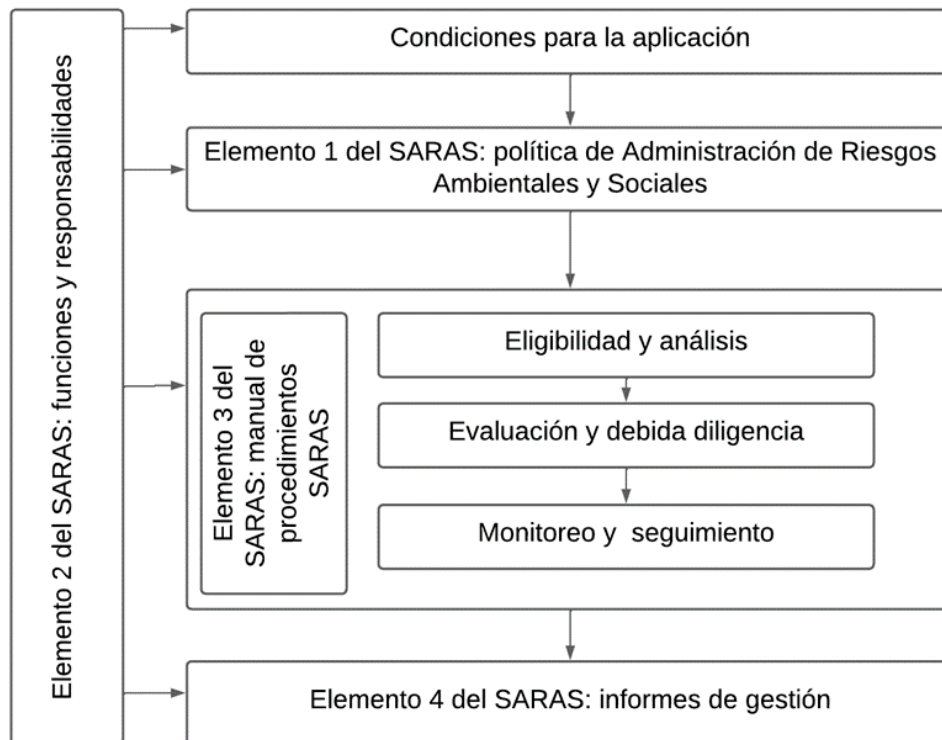 Elemento 2 del SARAS: funciones y responsabilidades
Condiciones para la aplicación
Elemento 1 del SARAS: política de Administración de Riesgos
Ambientales y Sociales
Elemento 3 del
SARAS: manual de
procedimientos
SARAS
Eligibilidad y análisis
Evaluación y debida diligencia
Monitoreo y  seguimiento
Elemento 4 del SARAS: informes de gestión